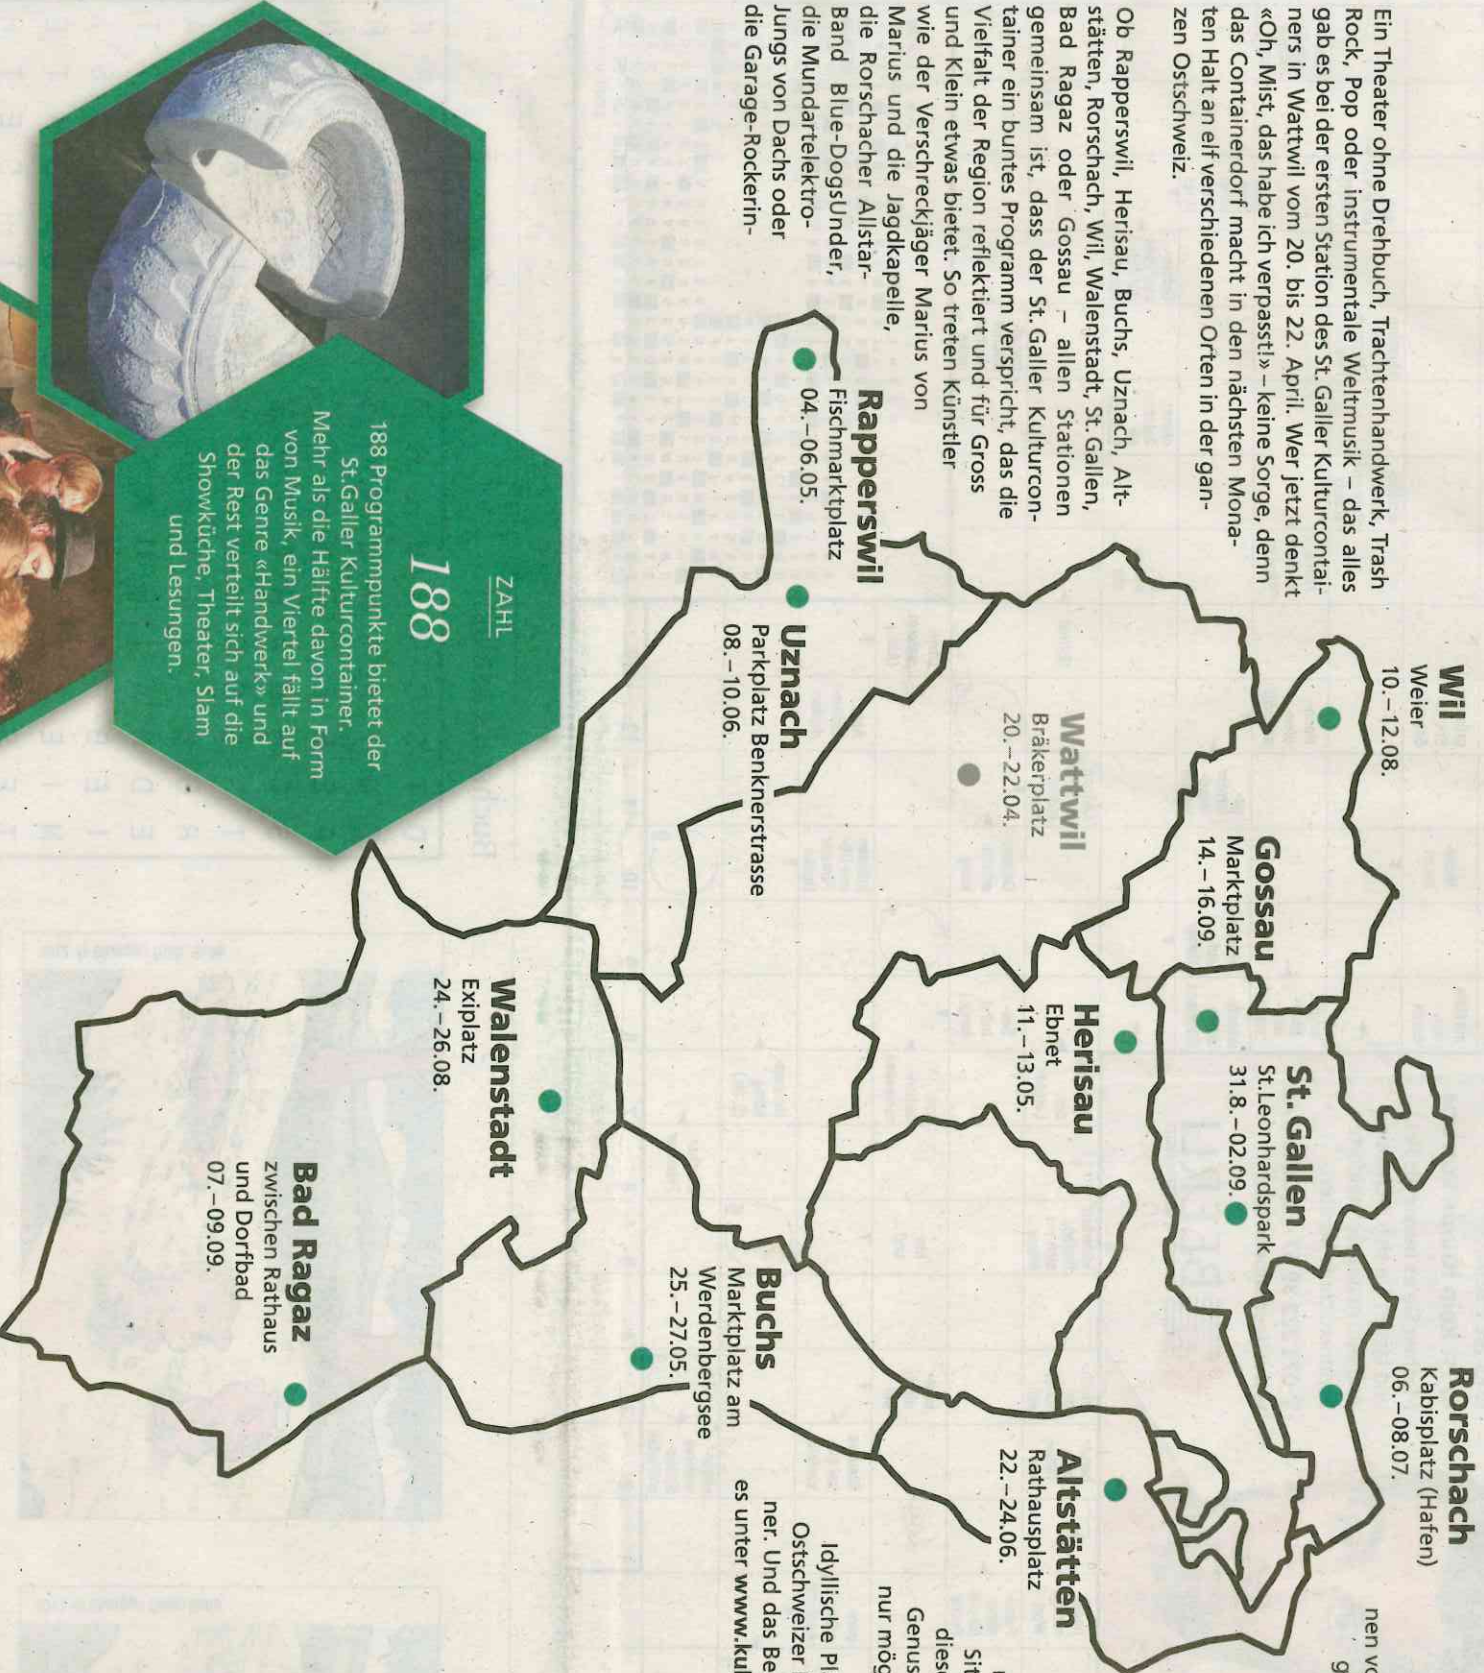 Ein Theater ohne Drehbuch, Trachtenhandwerk, Trash
Rock, Pop oder instrumentale Weltmusik – das alles
gab es bei der ersten Station des St. Galler Kulturcontai-
ners in Wattwil vom 20. bis 22. April. Wer jetzt denkt
«Oh, Mist, das habe ich verpasst!» – keine Sorge, denn
das Containerdorf macht in den nächsten Mona-
ten Halt an elf verschiedenen Orten in der gan-
zen Ostschweiz.
Ob Rapperswil, Herisau, Buchs, Uznach, Alt-
stätten, Rorschach, Wil, Walenstadt, St. Gallen,
Bad Ragaz oder Gossau – allen Stationen
gemeinsam ist, dass der St. Galler Kulturcon-
tainer ein buntes Programm verspricht, das die
Vielfalt der Region reflektiert und für Gross
und Klein etwas bietet. So treten Künstler
wie der Verschreckjäger Marius von
Marius und die Jagdkapelle,
die Rorschacher Allstar-
Band Blue-DogsUnder,
die Mundartelektro-
Jungs von Dachs oder
die Garage-Rockerin-
Wil
Weier
10.–12.08.
Gossau
Marktplatz
14.–16.09.
St. Gallen
St. Leonhardspark
31.8.–02.09.
Rorschach
Kabisplatz (Hafen)
06.–08.07.
Wattwil
Bräkerplatz
20.–22.04.
Herisau
Ebnet
11.–13.05.
Altstätten
Rathausplatz
22.–24.06.
Rapperswil
Fischmarktplatz
04.–06.05.
Uznach
Parkplatz Benknerstrasse
08.–10.06.
Buchs
Marktplatz am
Werdenbergsee
25.–27.05.
Walenstadt
Exiplatz
24.–26.08.
Bad Ragaz
zwischen Rathaus
und Dorfbad
07.–09.09.
ZAHL
188
188 Programmpunkte bietet der
St.Galler Kulturcontainer.
Mehr als die Hälfte davon in Form
von Musik, ein Viertel fällt auf
das Genre «Handwerk» und
der Rest verteilt sich auf die
Showküche, Theater, Slam
und Lesungen.
nen vo
g
Sit
dies
Genus
nur mög
Idyllische Pl
Ostschweizer
ner. Und das Be
es unter www.kul